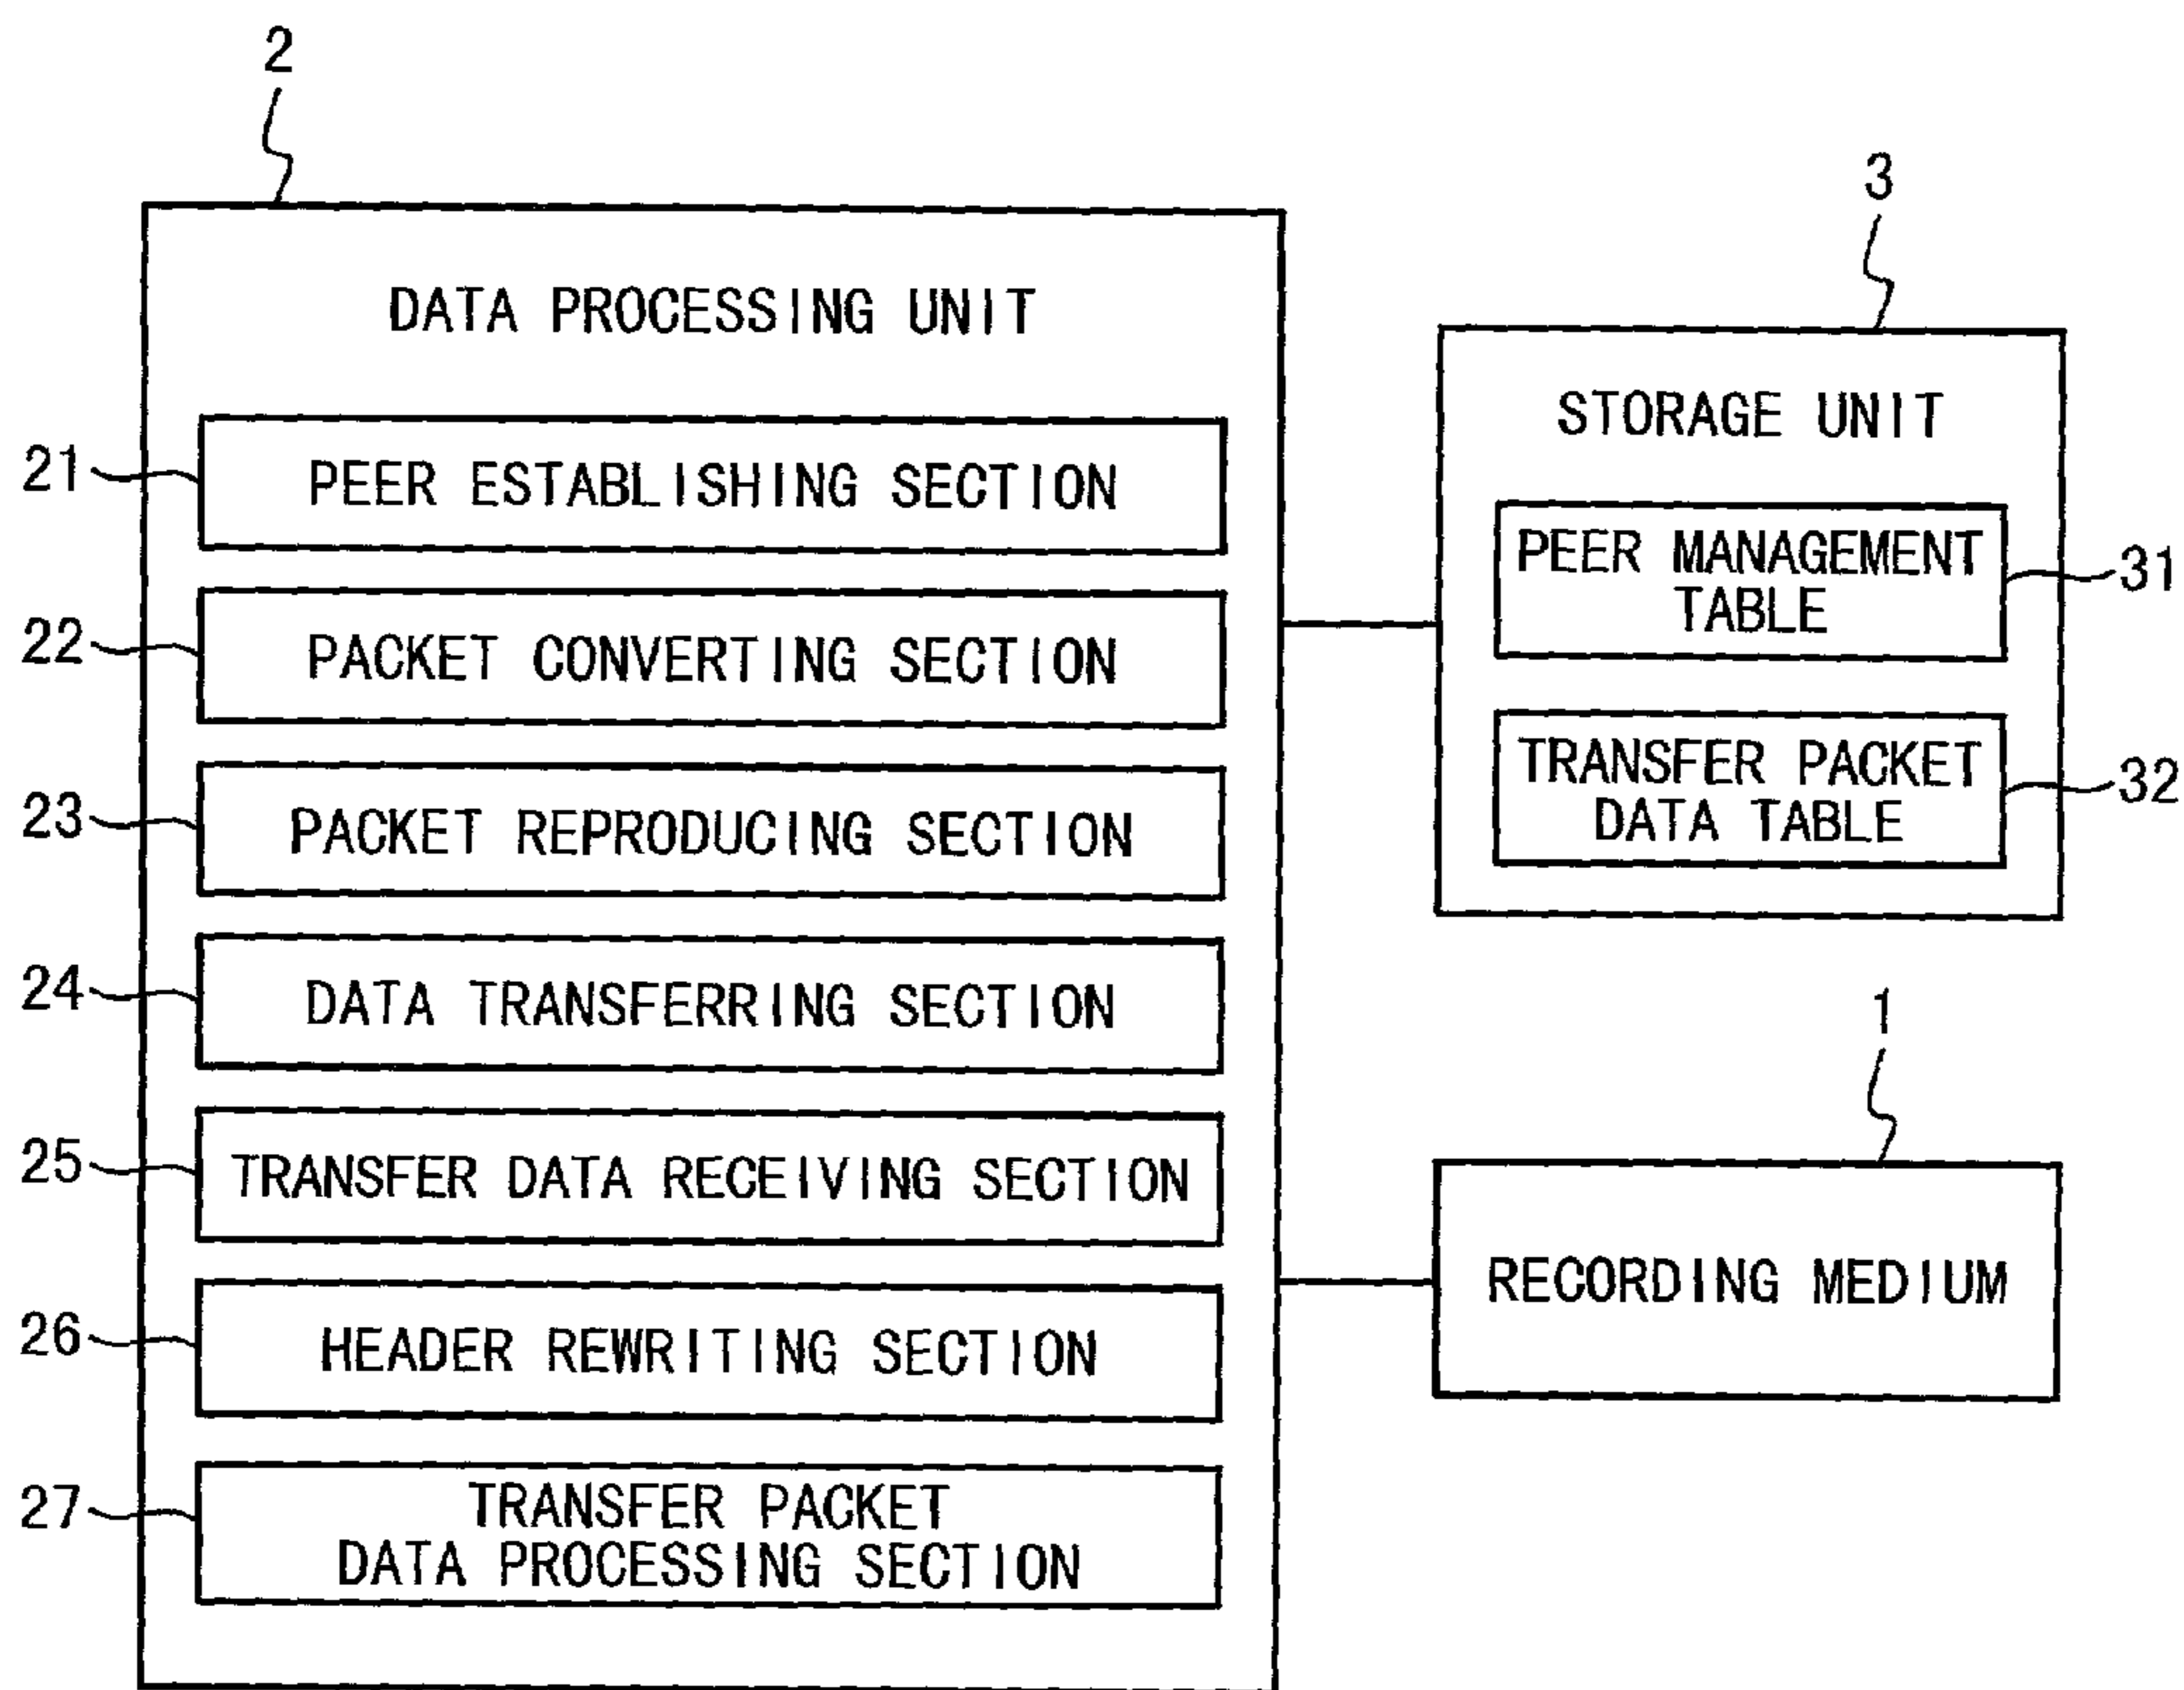 2
DATA PROCESSING UNIT
21
PEER ESTABLISHING SECTION
22
PACKET CONVERTING SECTION
23
PACKET REPRODUCING SECTION
24
DATA TRANSFERRING SECTION
25
TRANSFER DATA RECEIVING SECTION
26
HEADER REWRITING SECTION
27
TRANSFER PACKET
DATA PROCESSING SECTION
3
STORAGE UNIT
PEER MANAGEMENT
TABLE
31
TRANSFER PACKET
DATA TABLE
32
1
RECORDING MEDIUM